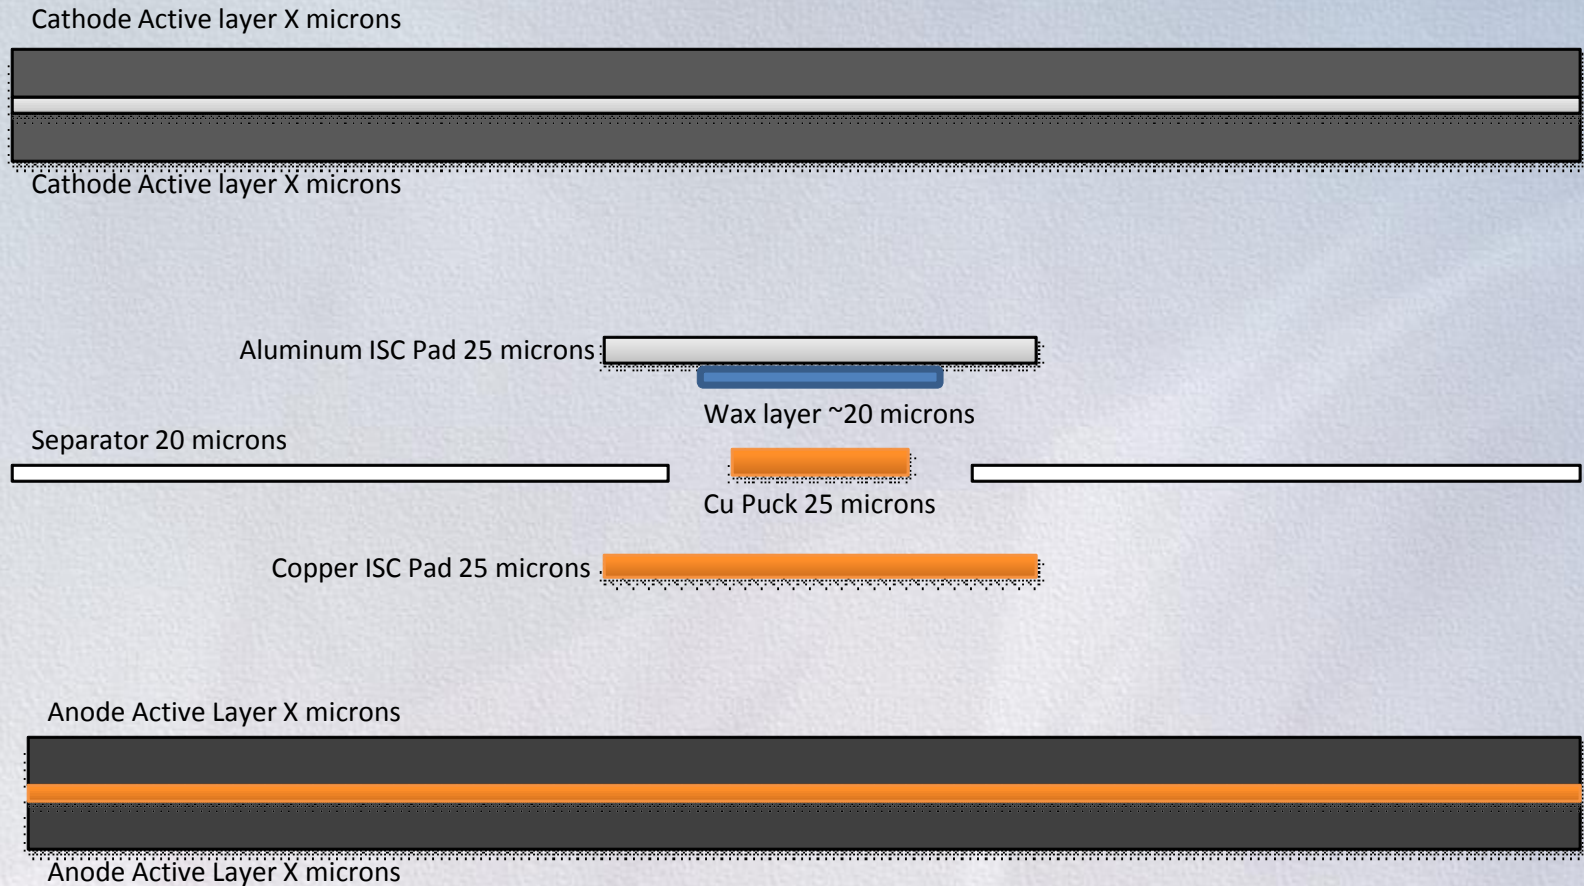 Cathode Active layer X microns
Cathode Active layer X microns
Aluminum ISC Pad 25 microns
Wax layer ~20 microns
Separator 20 microns
Cu Puck 25 microns
Copper ISC Pad 25 microns
Anode Active Layer X microns
Anode Active Layer X microns